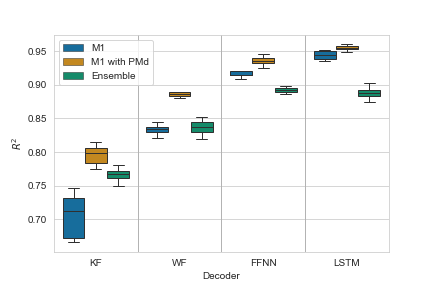 M1
M1 with PMd
Ensemble
0.95
0.90
0.85
0.80
0.75
0.70
R²
KF WF FFNN LSTM
Decoder